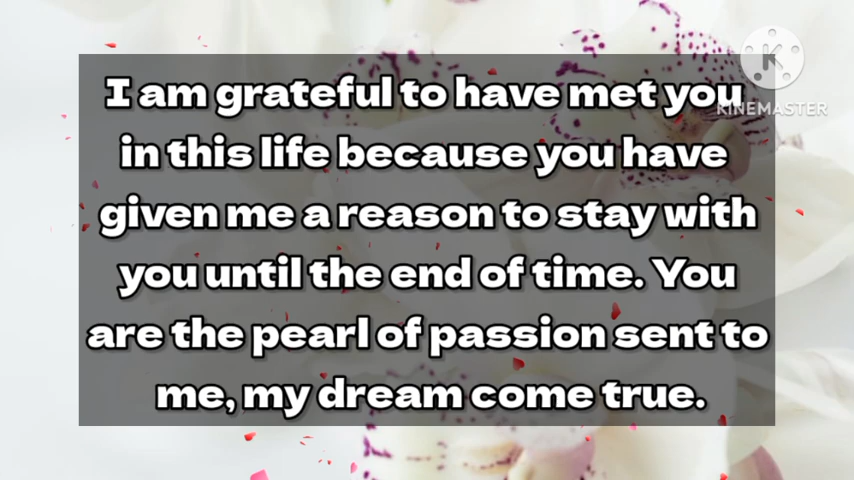 K
KINEMASTER
I am grateful to have met you
in this life because you have
given me a reason to stay with
you until the end of time. You
are the pearl of passion sent to
me, my dream come true.